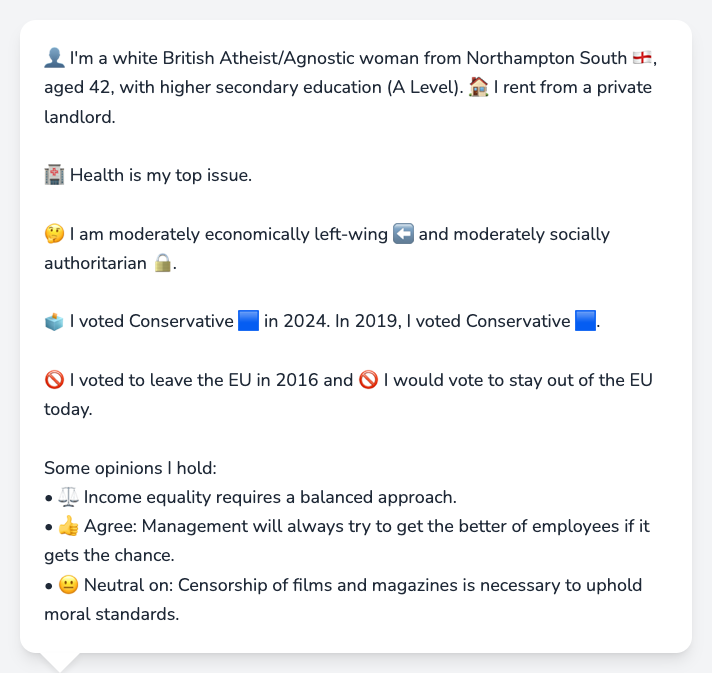 👤 I'm a white British Atheist/Agnostic woman from Northampton South 🏴󠁧󠁢󠁥󠁮󠁧󠁿,
aged 42, with higher secondary education (A Level). 🏠 I rent from a private
landlord.
🏥 Health is my top issue.
🤔 I am moderately economically left-wing ⬅️ and moderately socially
authoritarian 🔒.
🗳️ I voted Conservative 🟦 in 2024. In 2019, I voted Conservative 🟦.
🚫 I voted to leave the EU in 2016 and 🚫 I would vote to stay out of the EU
today.
Some opinions I hold:
• ⚖️ Income equality requires a balanced approach.
• 👍 Agree: Management will always try to get the better of employees if it
gets the chance.
• 😐 Neutral on: Censorship of films and magazines is necessary to uphold
moral standards.